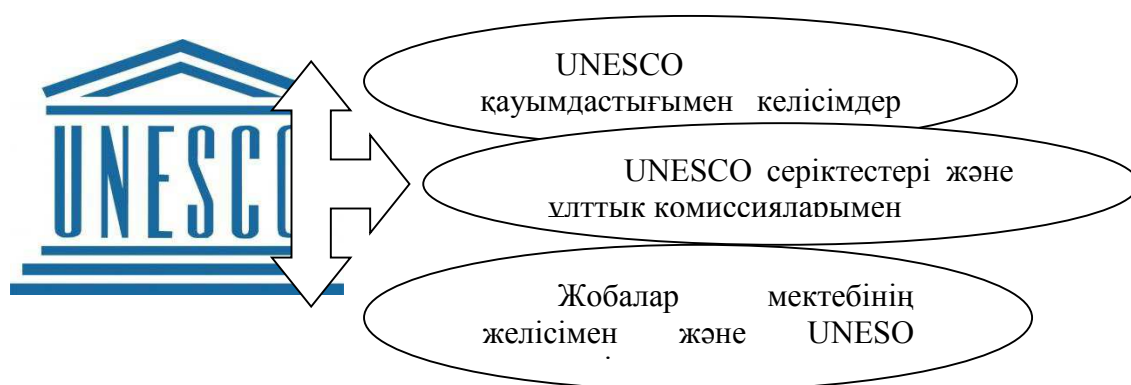 UNESCO
UNESCO
қауымдастығымен келісімдер
UNESCO серіктестері және
ұлттық комиссияларымен
Жобалар мектебінің
желісімен және UNESO